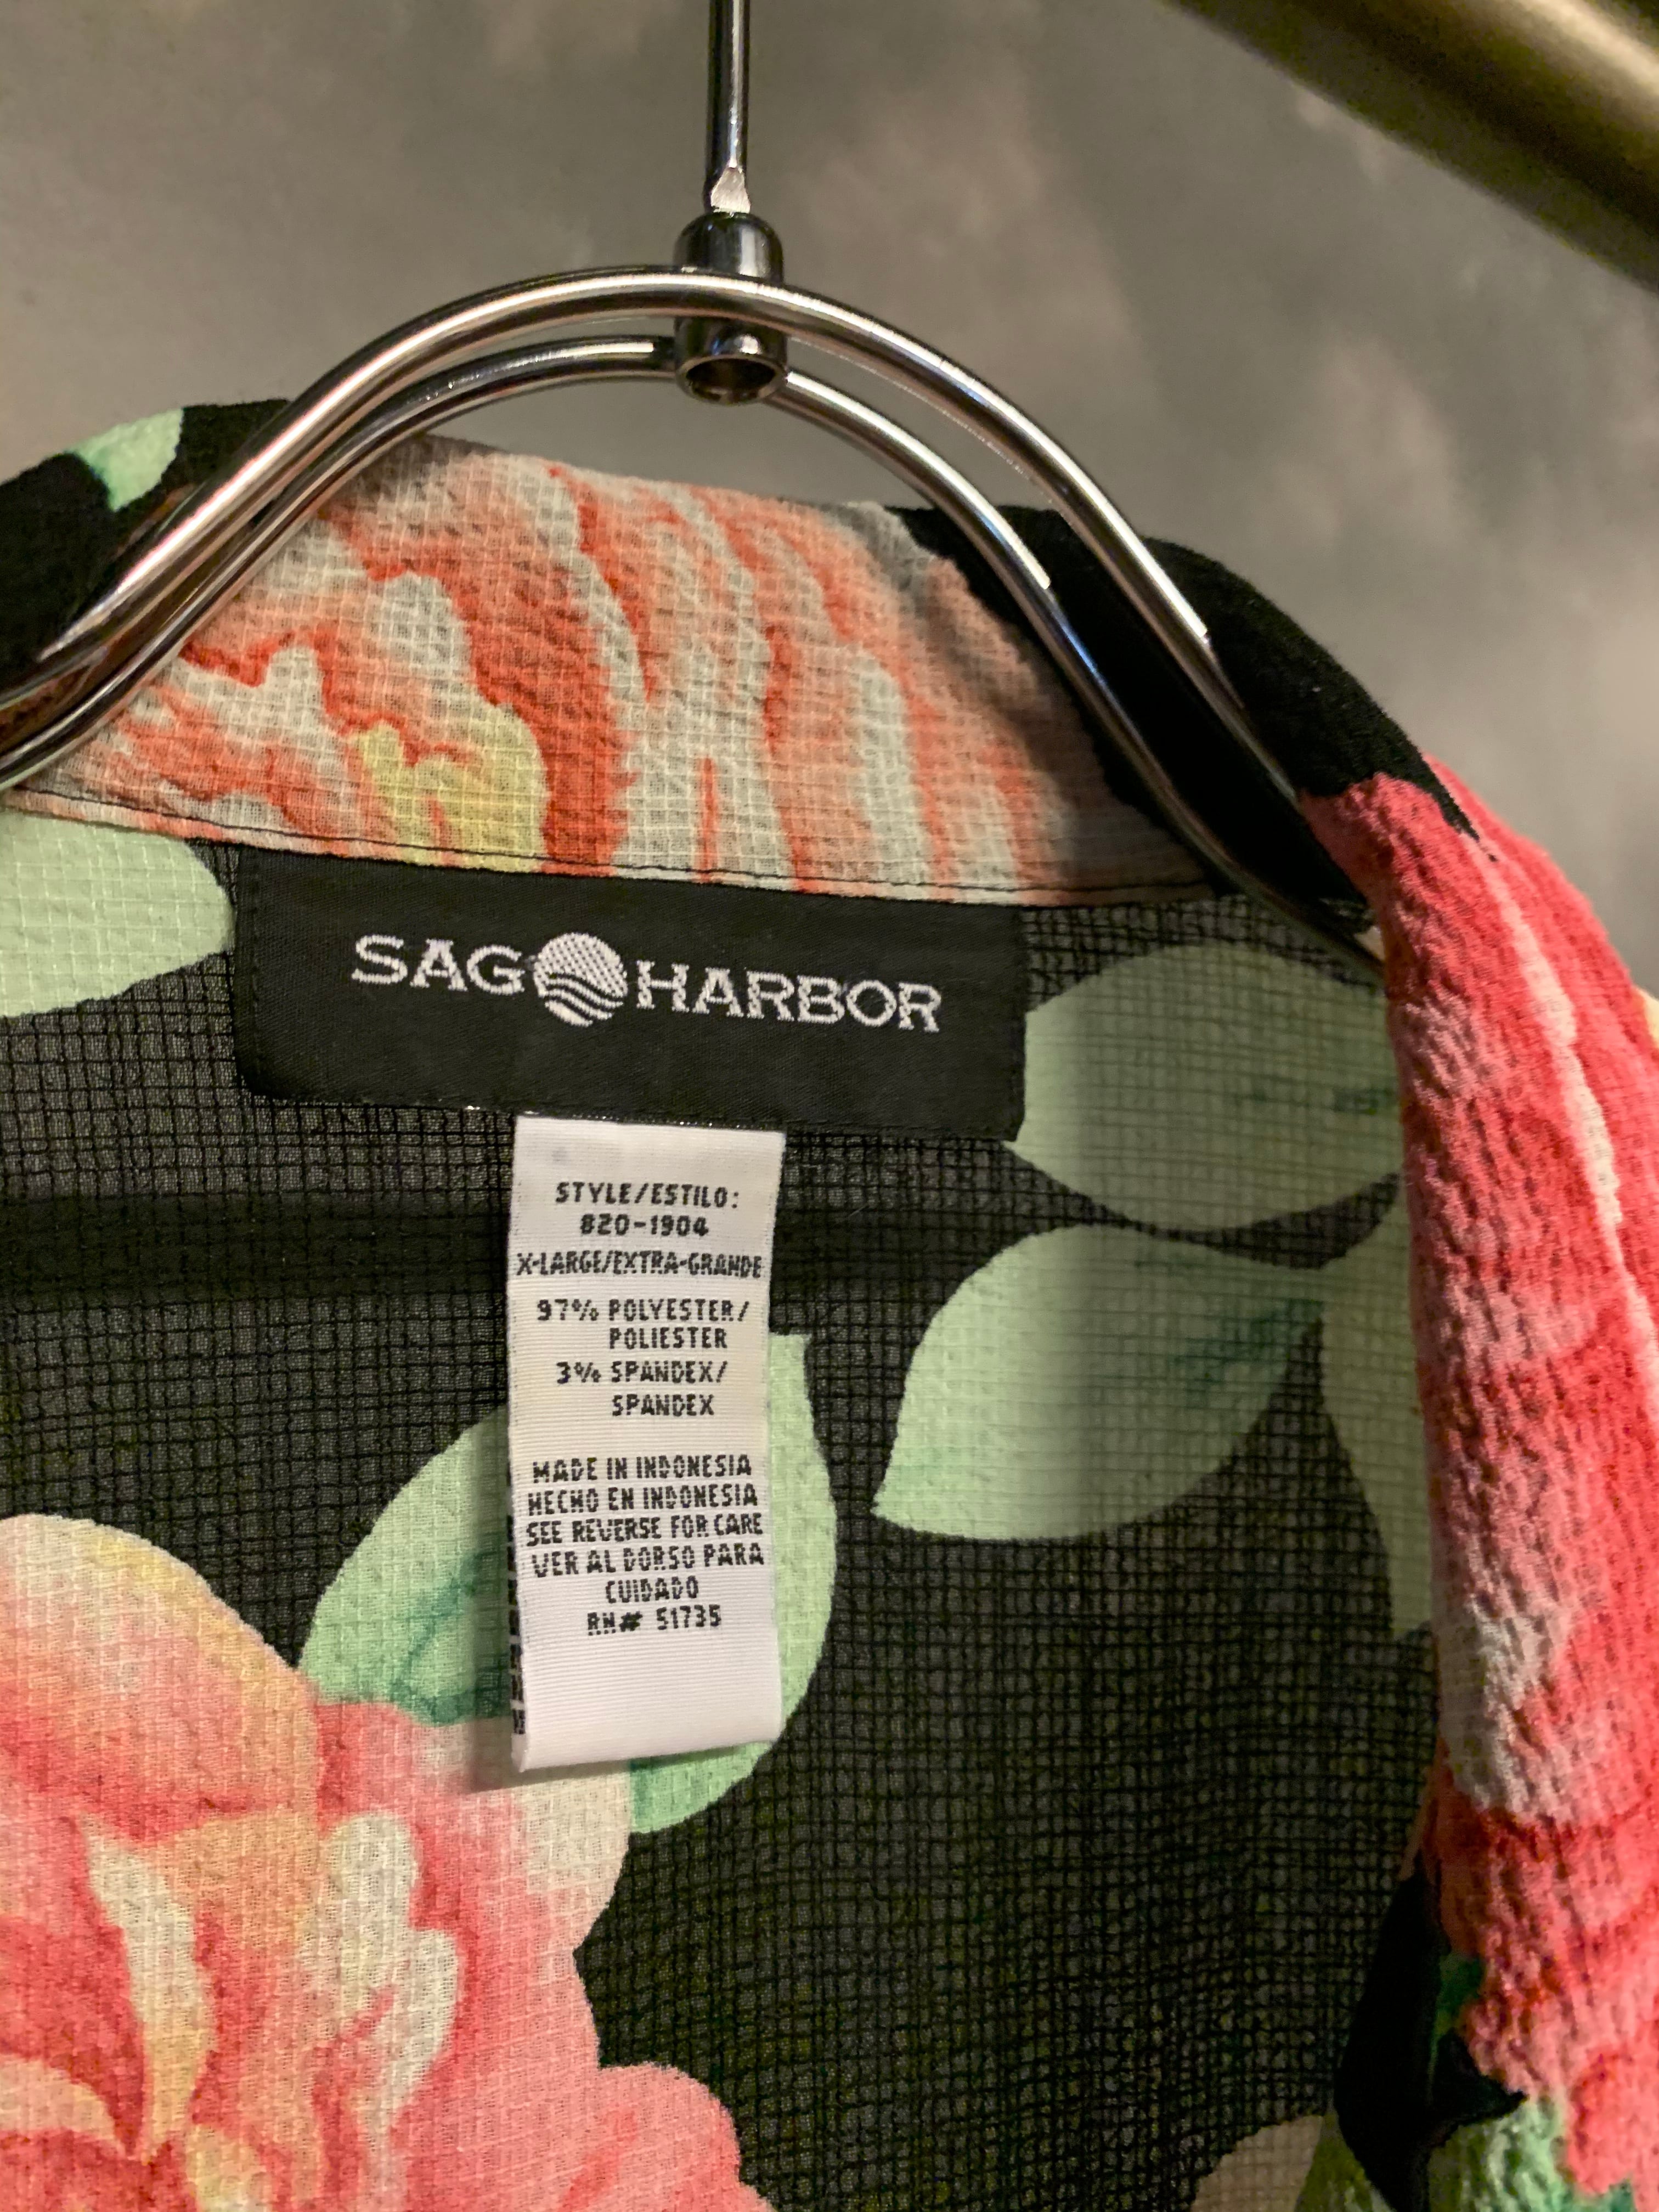 SAG HARBOR
STYLE/ESTILO:
820-1904
X-LARGE/EXTRA-GRANDE
97% POLYESTER/
POLIESTER
3% SPANDEX/
SPANDEX
MADE IN INDONESIA
HECHO EN INDONESIA
SEE REVERSE FOR CARE
VER AL DORSO PARA
CUIDADO
RN# 51735